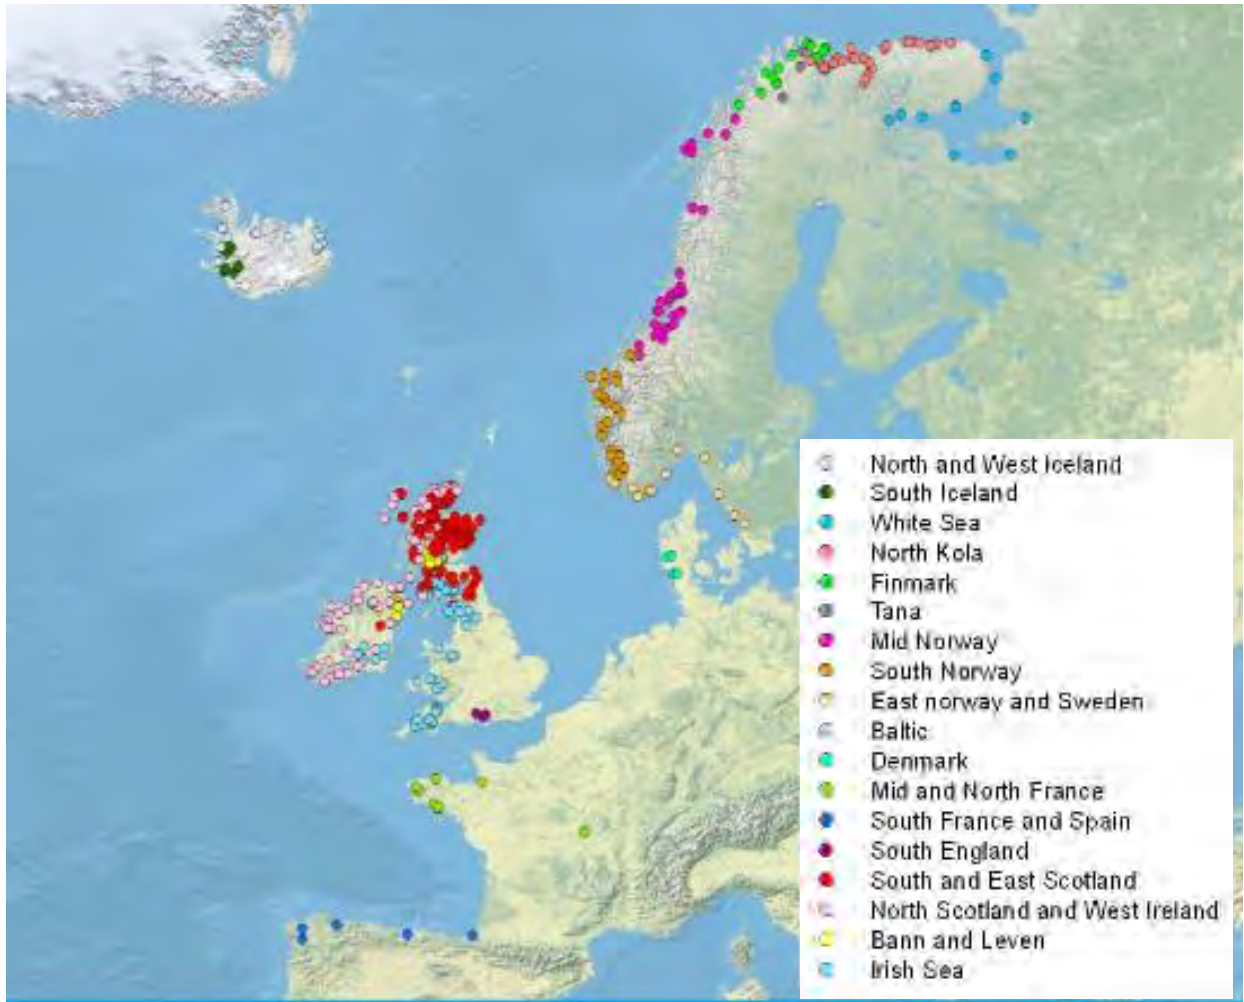 North and West Iceland
South Iceland
White Sea
North Kola
Finmark
Tana
Mid Norway
South Norway
East norway and Sweden
Baltic
Denmark
Mid and North France
South France and Spain
South England
South and East Scotland
North Scotland and West Ireland
Bann and Leven
Irish Sea